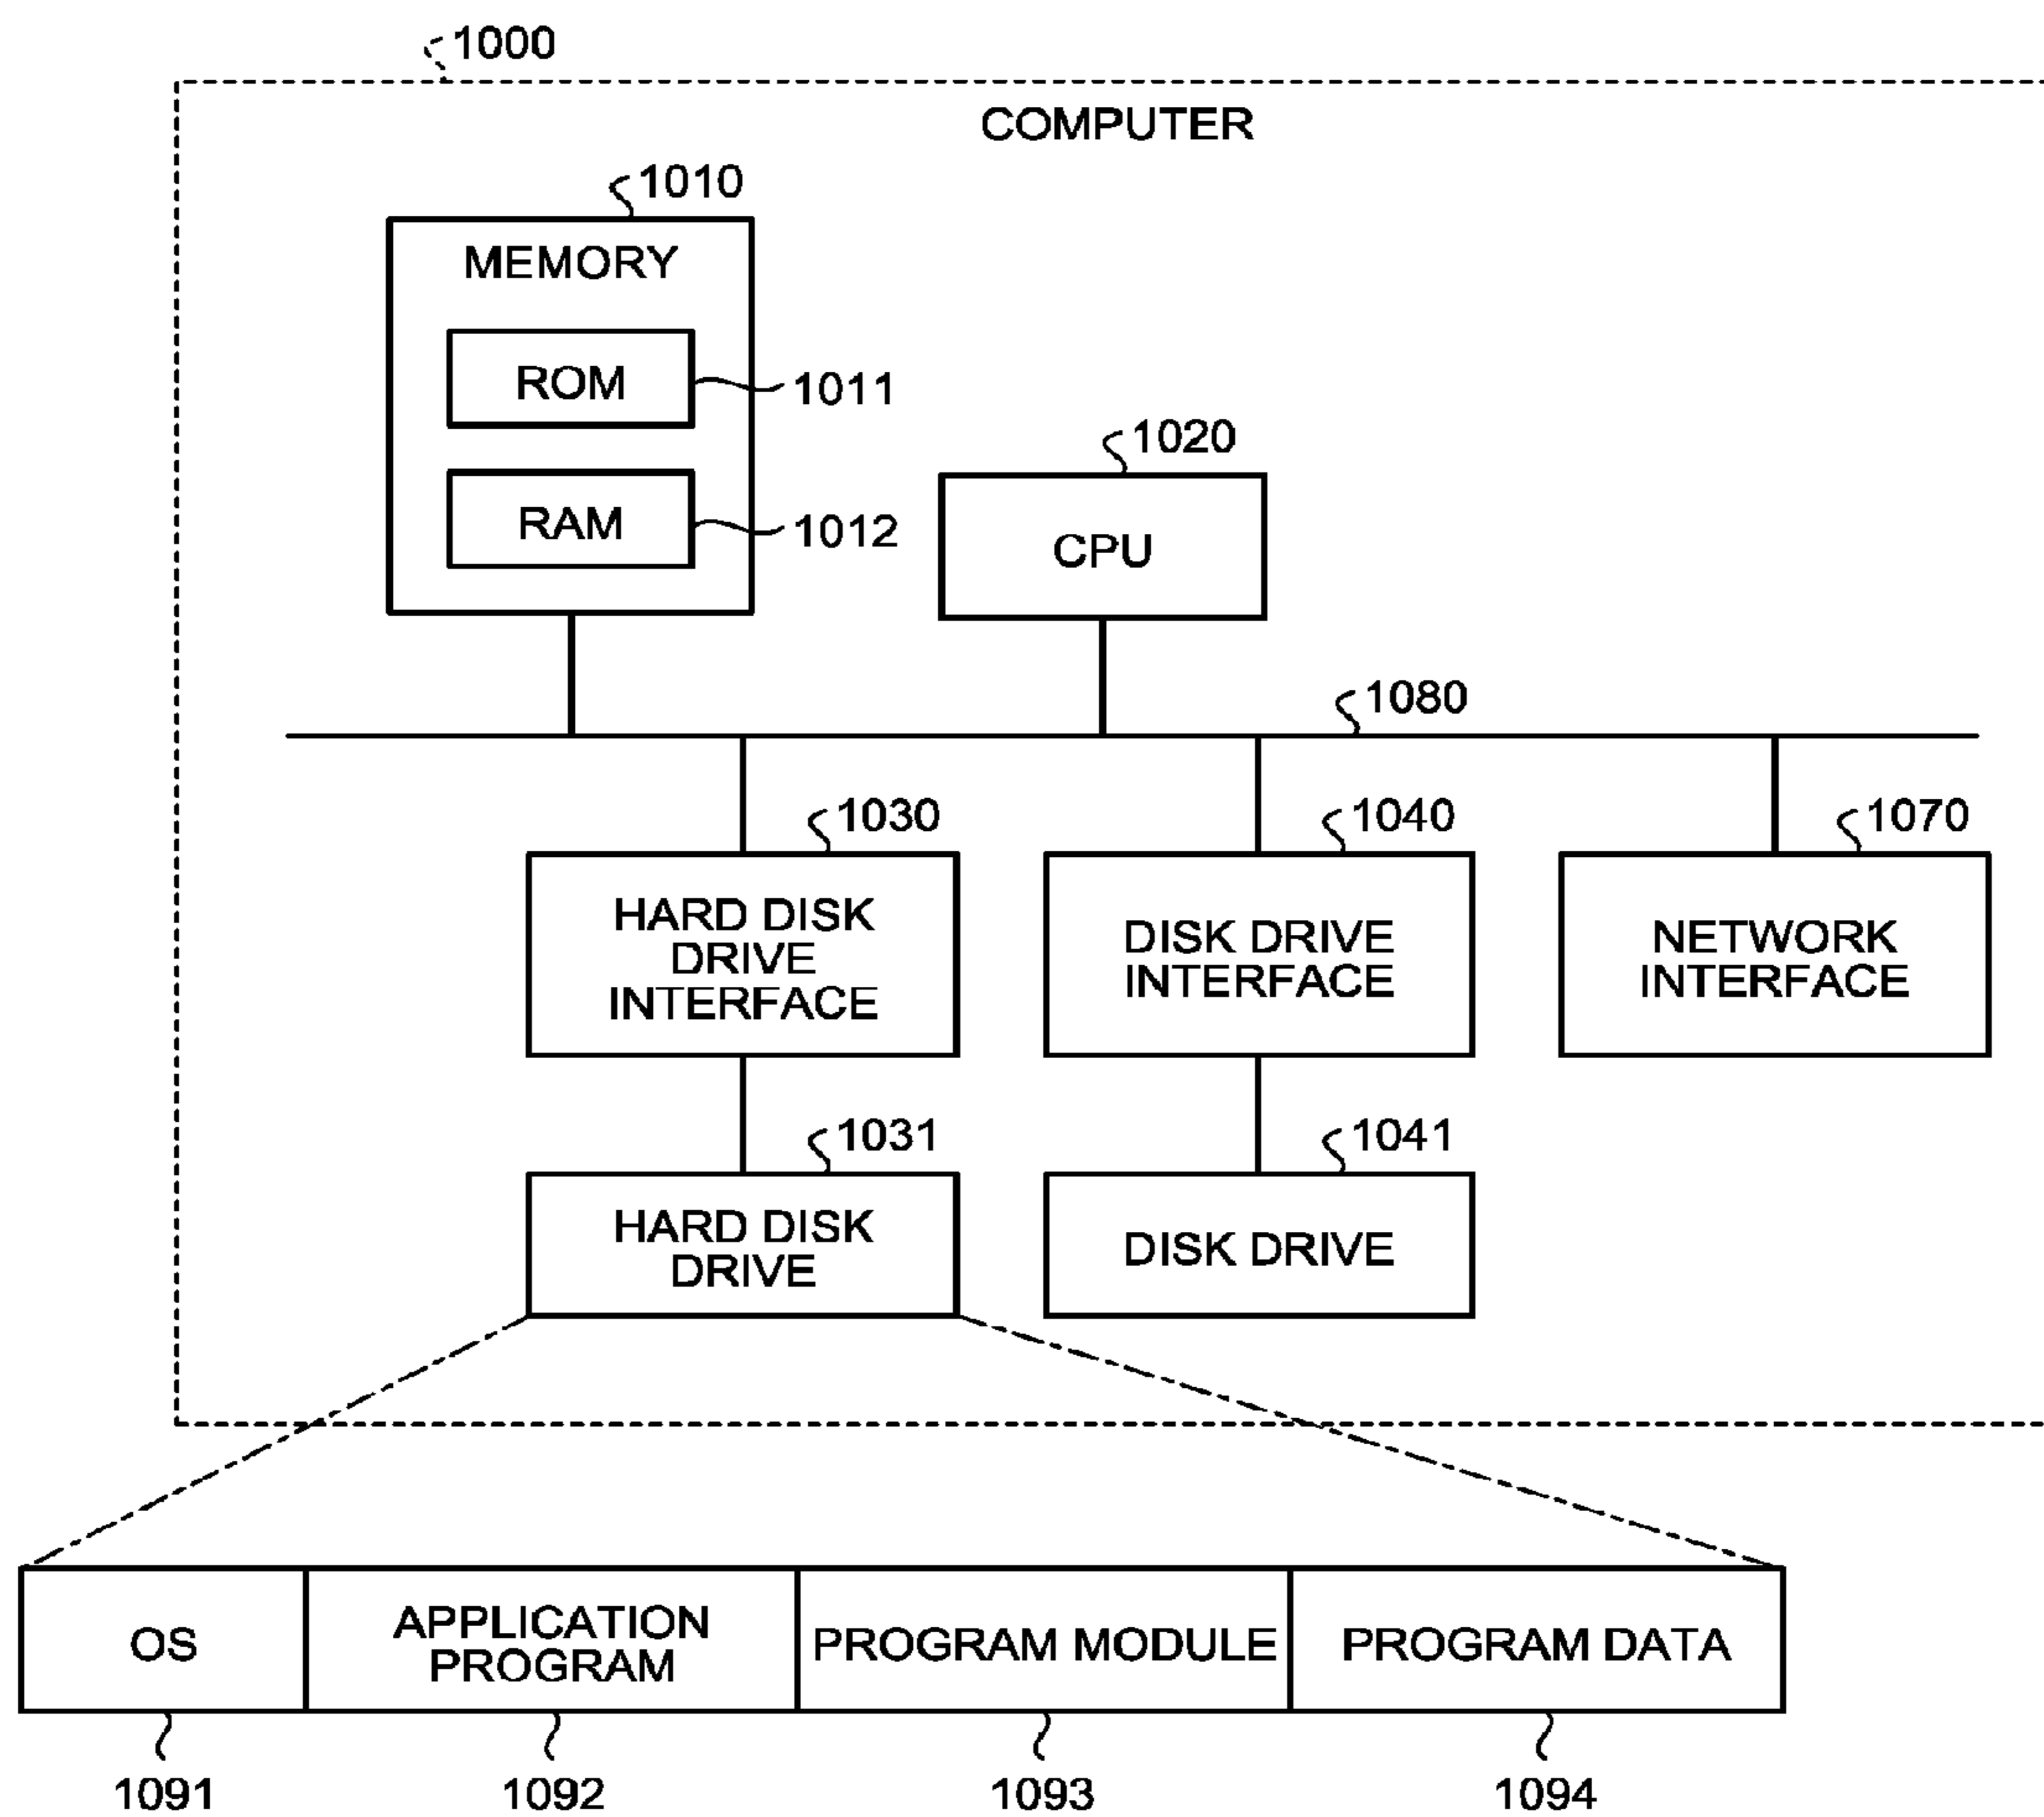 1000
COMPUTER
1010
MEMORY
ROM
1011
RAM
1012
1020
CPU
1080
1030
HARD DISK
DRIVE
INTERFACE
1040
DISK DRIVE
INTERFACE
1070
NETWORK
INTERFACE
1031
HARD DISK
DRIVE
1041
DISK DRIVE
OS
APPLICATION
PROGRAM
PROGRAM MODULE
PROGRAM DATA
1091
1092
1093
1094